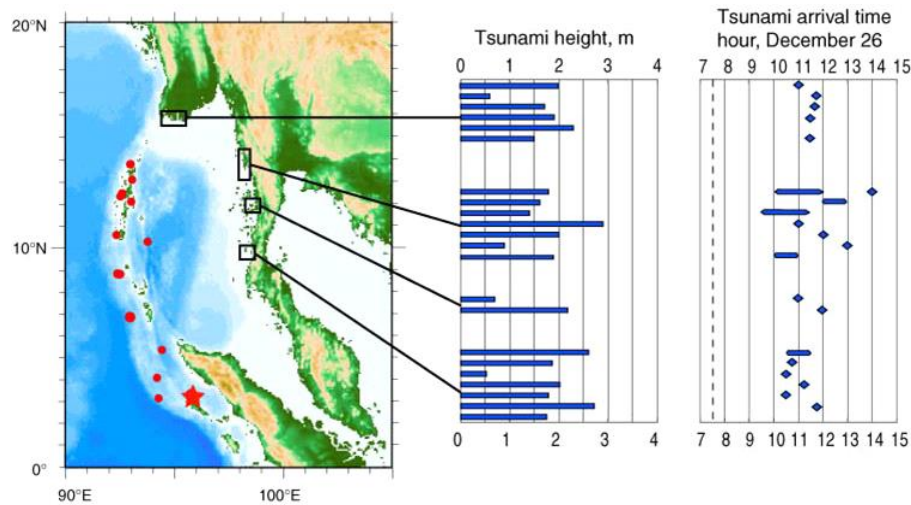 Tsunami height, m
0 1 2 3 4
0 1 2 3 4
Tsunami arrival time
hour, December 26
7 8 9 10 11 12 13 14 15
7 8 9 10 11 12 13 14 15
20°N
10°N
0°
90°E 100°E